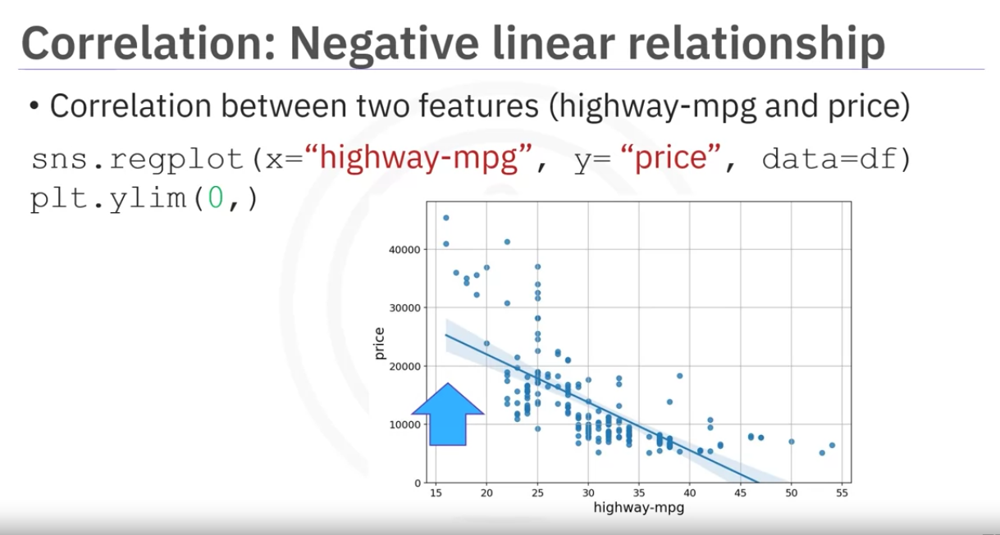 Correlation: Negative linear relationship
• Correlation between two features (highway-mpg and price)
sns.regplot(x=“highway-mpg”, y= “price”, data=df)
plt.ylim(0,)
40000
30000
20000
10000
0
price
15 20 25 30 35 40 45 50 55
highway-mpg